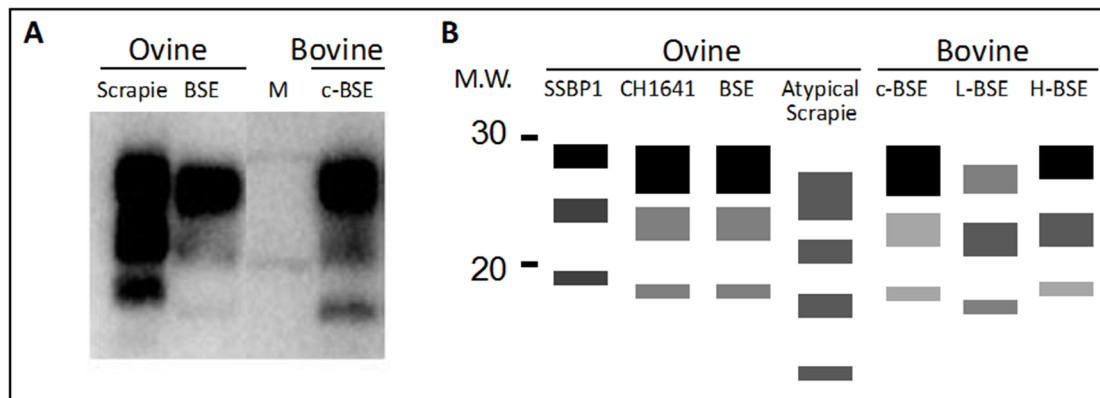 A
Ovine Bovine
Scrapie BSE M c-BSE
B
Ovine Bovine
M.W. SSBP1 CH1641 BSE Atypical Scrapie c-BSE L-BSE H-BSE
30
20